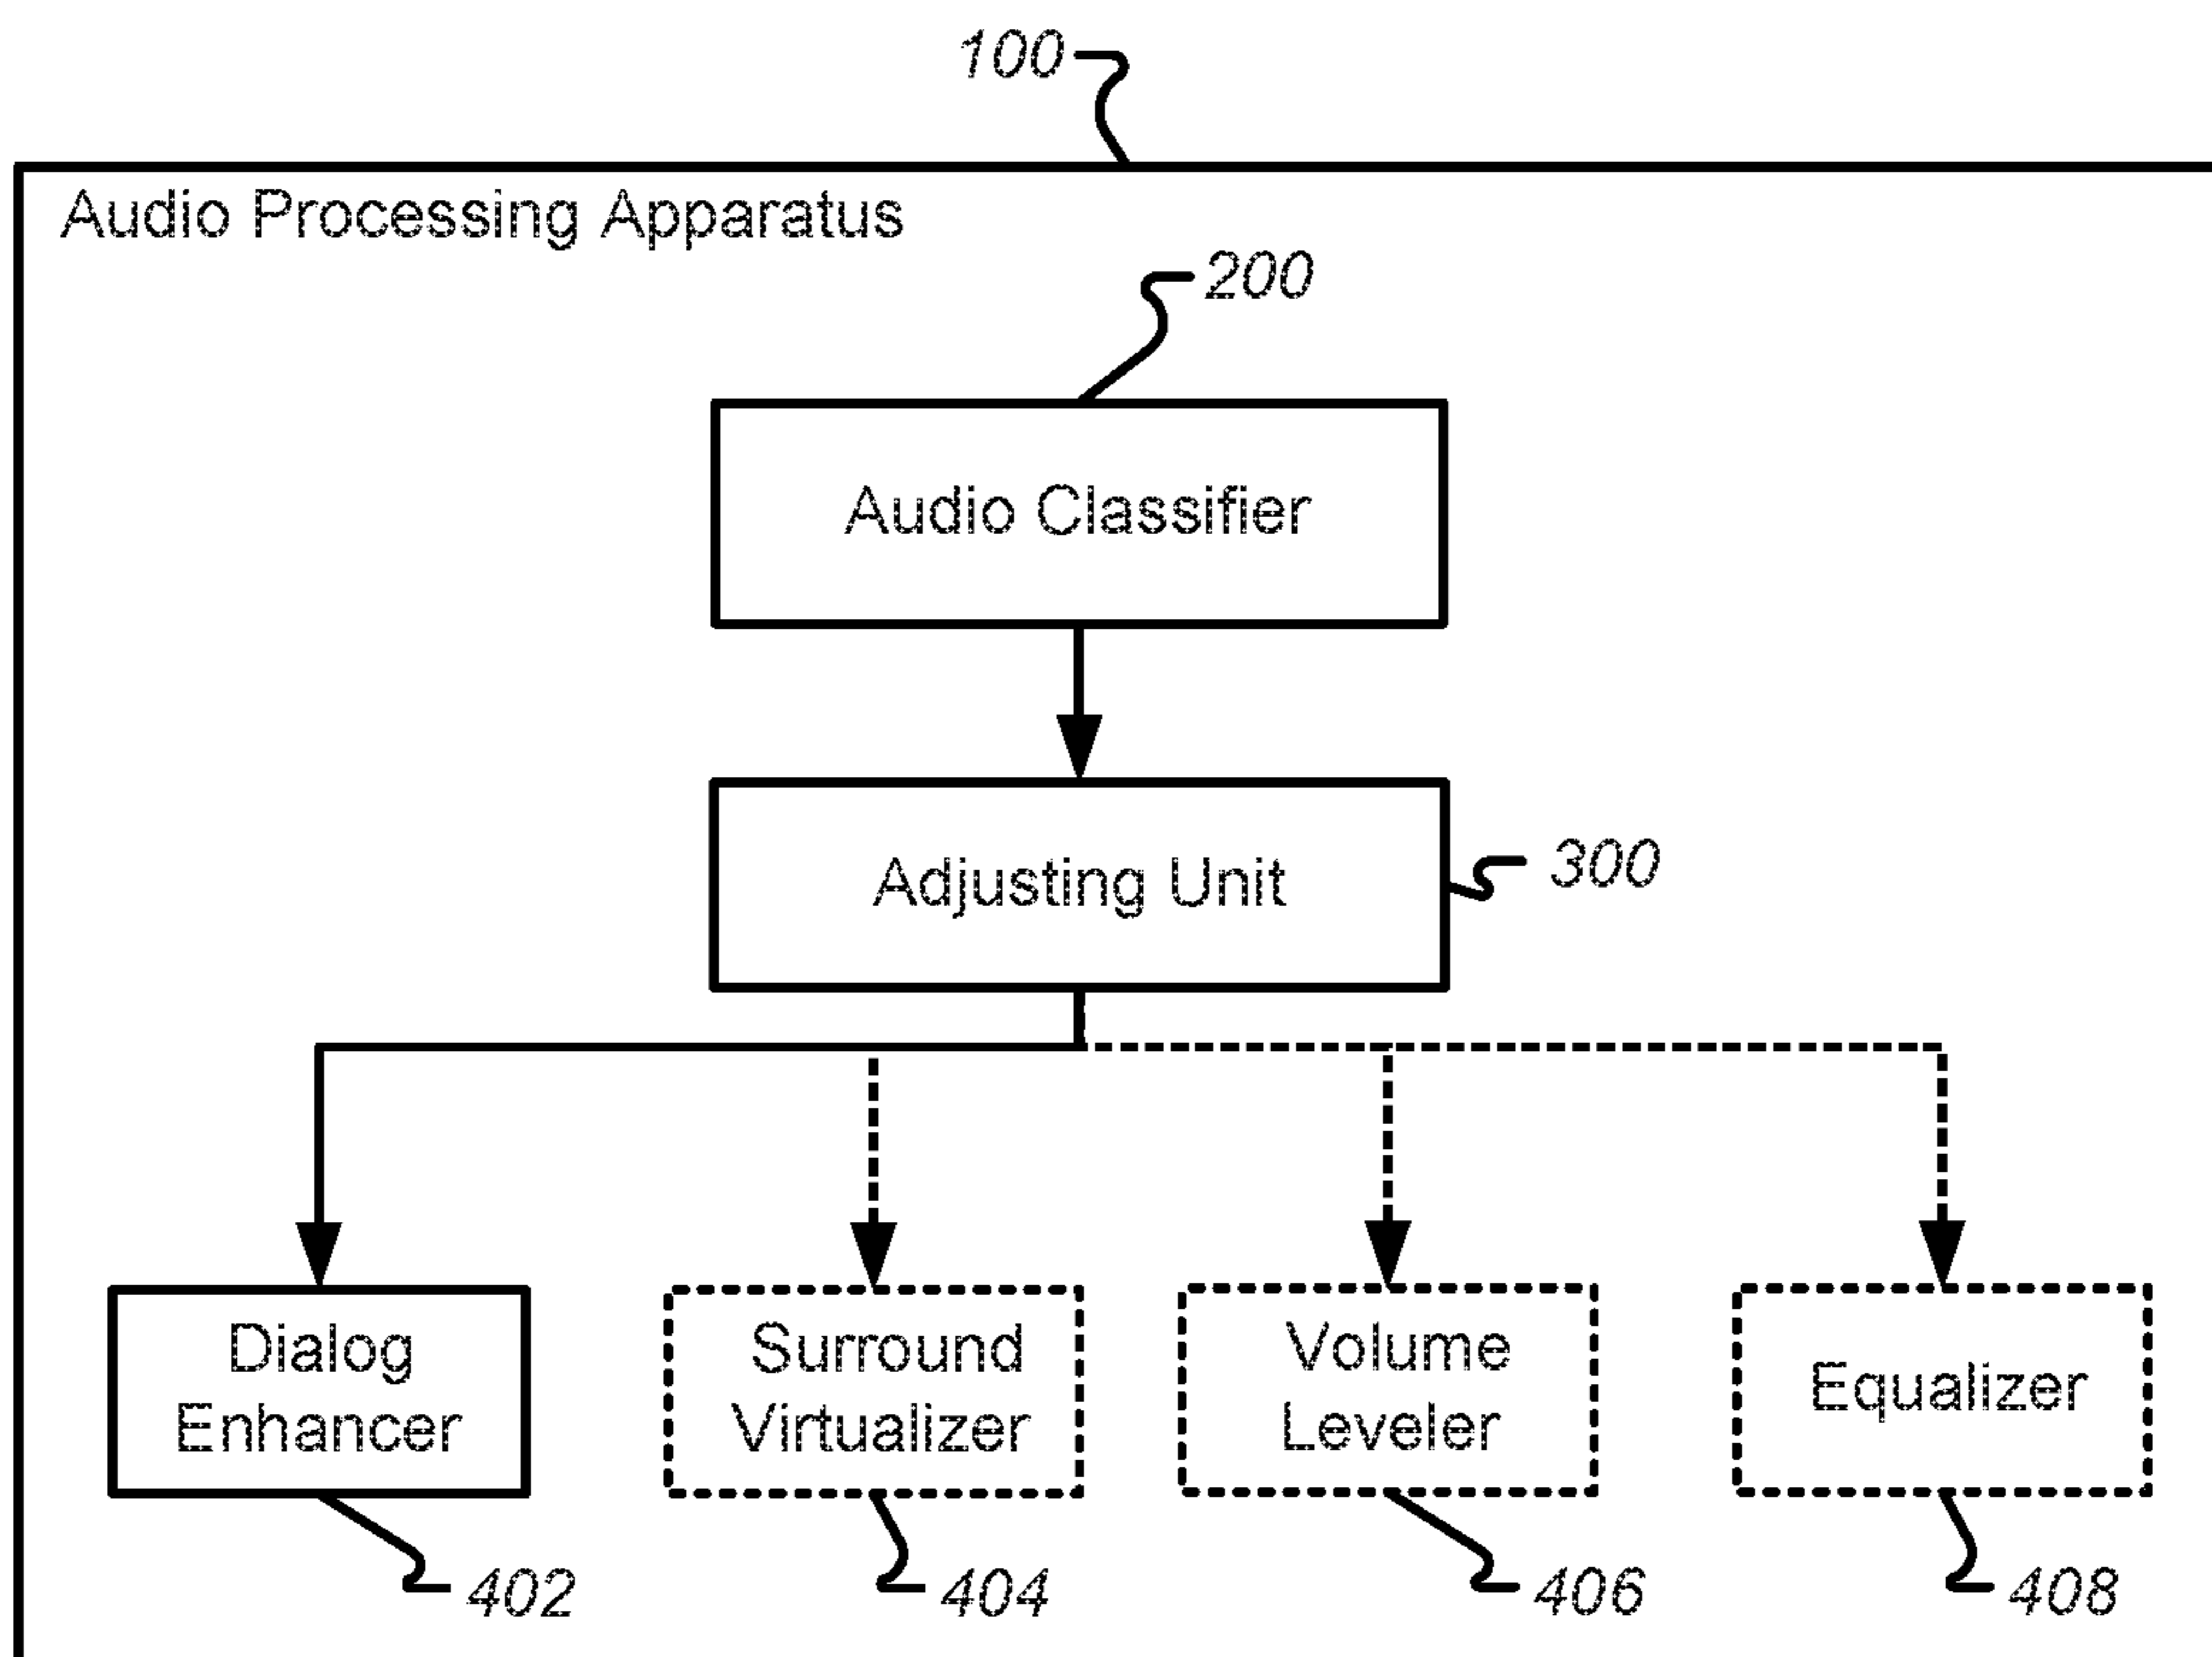 100
Audio Processing Apparatus
200
Audio Classifier
Adjusting Unit
300
Dialog
Enhancer
Surround
Virtualizer
Volume
Leveler
Equalizer
402
404
406
408